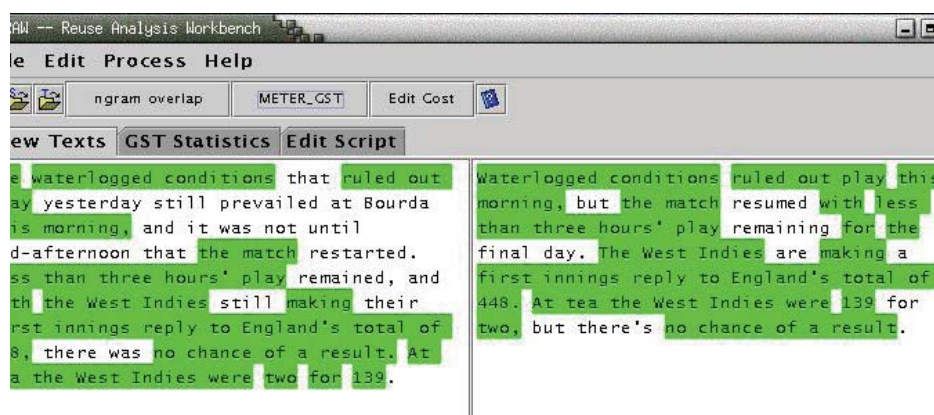 RAW -- Reuse Analysis Workbench
le Edit Process Help
ngram overlap METER_GST Edit Cost
ew Texts GST Statistics Edit Script
e waterlogged conditions that ruled out
ay yesterday still prevailed at Bourda
is morning, and it was not until
d-afternoon that the match restarted.
ss than three hours' play remained, and
th the West Indies still making their
rst innings reply to England's total of
8, there was no chance of a result. At
a the West Indies were two for 139.
Waterlogged conditions ruled out play this
morning, but the match resumed with less
than three hours' play remaining for the
final day. The West Indies are making a
first innings reply to England's total of
448. At tea the West Indies were 139 for
two, but there's no chance of a result.